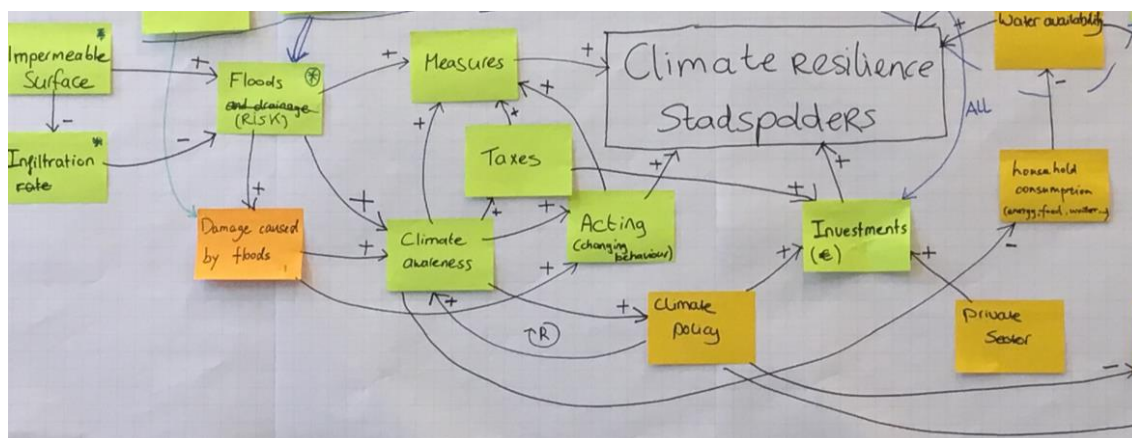 Impermeable
Surface
*
-
Infiltration
rate
*
+
-
Floods
and drainage
(RISK)
*
+
+
+
Damage caused
by floods
+
+
Measures
+
+
+
+
Taxes
+
+
Climate
awareness
+
+
+
Acting
(changing
behaviour)
+
R
+
Climate
policy
+
-
Climate Resilience
Stadspolders
+
+
ALL
Investments
(€)
+
Private
Sector
Water availability
-
household
consumption
(energy, food, water...)
-